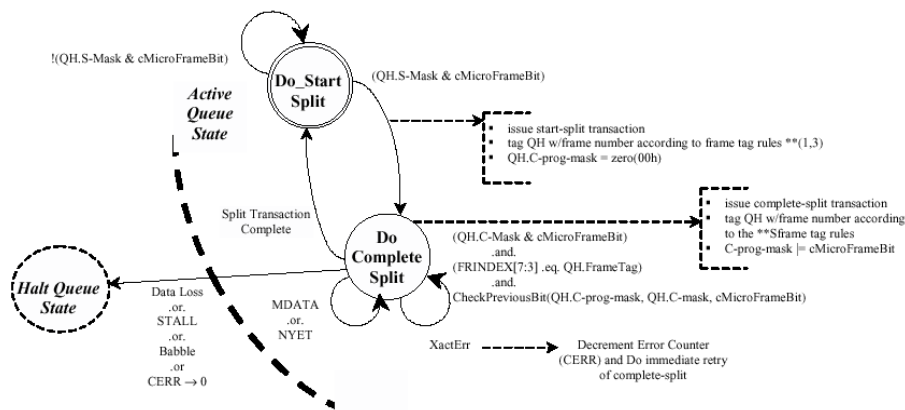 !(QH.S-Mask & cMicroFrameBit)
Do_Start
Split
(QH.S-Mask & cMicroFrameBit)
Active
Queue
State
issue start-split transaction
tag QH w/frame number according to frame tag rules **(1,3)
QH.C-prog-mask = zero(00h)
Split Transaction
Complete
Do
Complete
Split
issue complete-split transaction
tag QH w/frame number according
to the **Sframe tag rules
C-prog-mask |= cMicroFrameBit
(QH.C-Mask & cMicroFrameBit)
.and.
(FRINDEX[7:3] .eq. QH.FrameTag)
.and.
CheckPreviousBit(QH.C-prog-mask, QH.C-mask, cMicroFrameBit)
Halt Queue
State
Data Loss
.or.
STALL
.or.
Babble
.or
CERR → 0
MDATA
.or.
NYET
XactErr
Decrement Error Counter
(CERR) and Do immediate retry
of complete-split